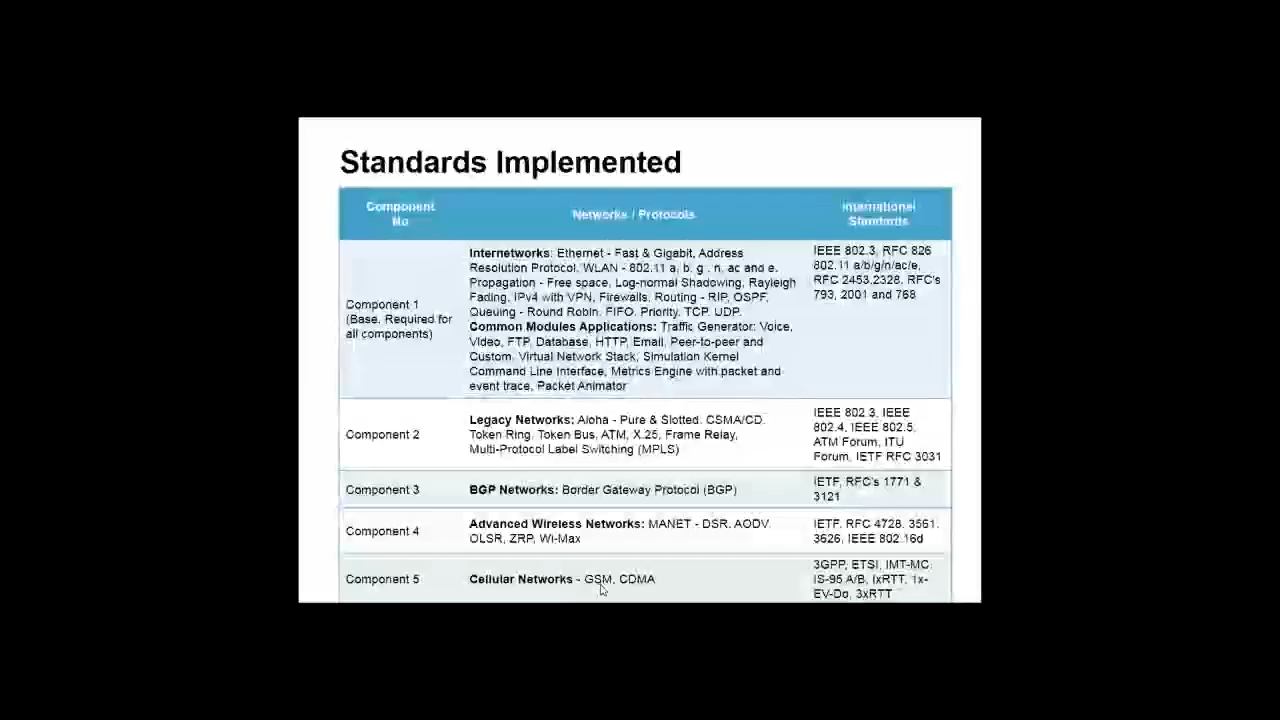 Standards Implemented
Component
No
Networks / Protocols
International
Standards
Component 1
(Base. Required for
all components)
Internetworks: Ethernet - Fast & Gigabit, Address
Resolution Protocol, WLAN - 802.11 a, b, g , n, ac and e.
Propagation - Free space, Log-normal Shadowing, Rayleigh
Fading, IPv4 with VPN, Firewalls, Routing - RIP, OSPF,
Queuing - Round Robin, FIFO, Priority, TCP, UDP,
Common Modules Applications: Traffic Generator: Voice,
Video, FTP, Database, HTTP, Email, Peer-to-peer and
Custom. Virtual Network Stack, Simulation Kernel
Command Line Interface, Metrics Engine with packet and
event trace, Packet Animator
IEEE 802.3, RFC 826
802.11 a/b/g/n/ac/e,
RFC 2453,2328, RFC's
793, 2001 and 768
Component 2
Legacy Networks: Aloha - Pure & Slotted, CSMA/CD,
Token Ring, Token Bus, ATM, X.25, Frame Relay,
Multi-Protocol Label Switching (MPLS)
IEEE 802.3, IEEE
802.4, IEEE 802.5,
ATM Forum, ITU
Forum, IETF RFC 3031
Component 3
BGP Networks: Border Gateway Protocol (BGP)
IETF, RFC's 1771 &
3121
Component 4
Advanced Wireless Networks: MANET - DSR, AODV,
OLSR, ZRP, Wi-Max
IETF, RFC 4728, 3561,
3626, IEEE 802.16d
Component 5
Cellular Networks - GSM, CDMA
3GPP, ETSI, IMT-MC,
IS-95 A/B, IxRTT, 1x-
EV-Do, 3xRTT